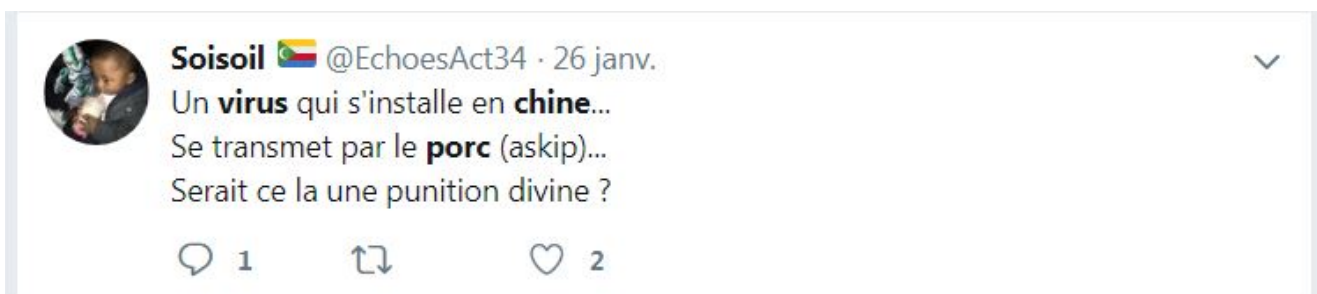 Soisoil 🇰🇲 @EchoesAct34 · 26 janv.
Un virus qui s'installe en chine...
Se transmet par le porc (askip)...
Serait ce la une punition divine ?
1 2